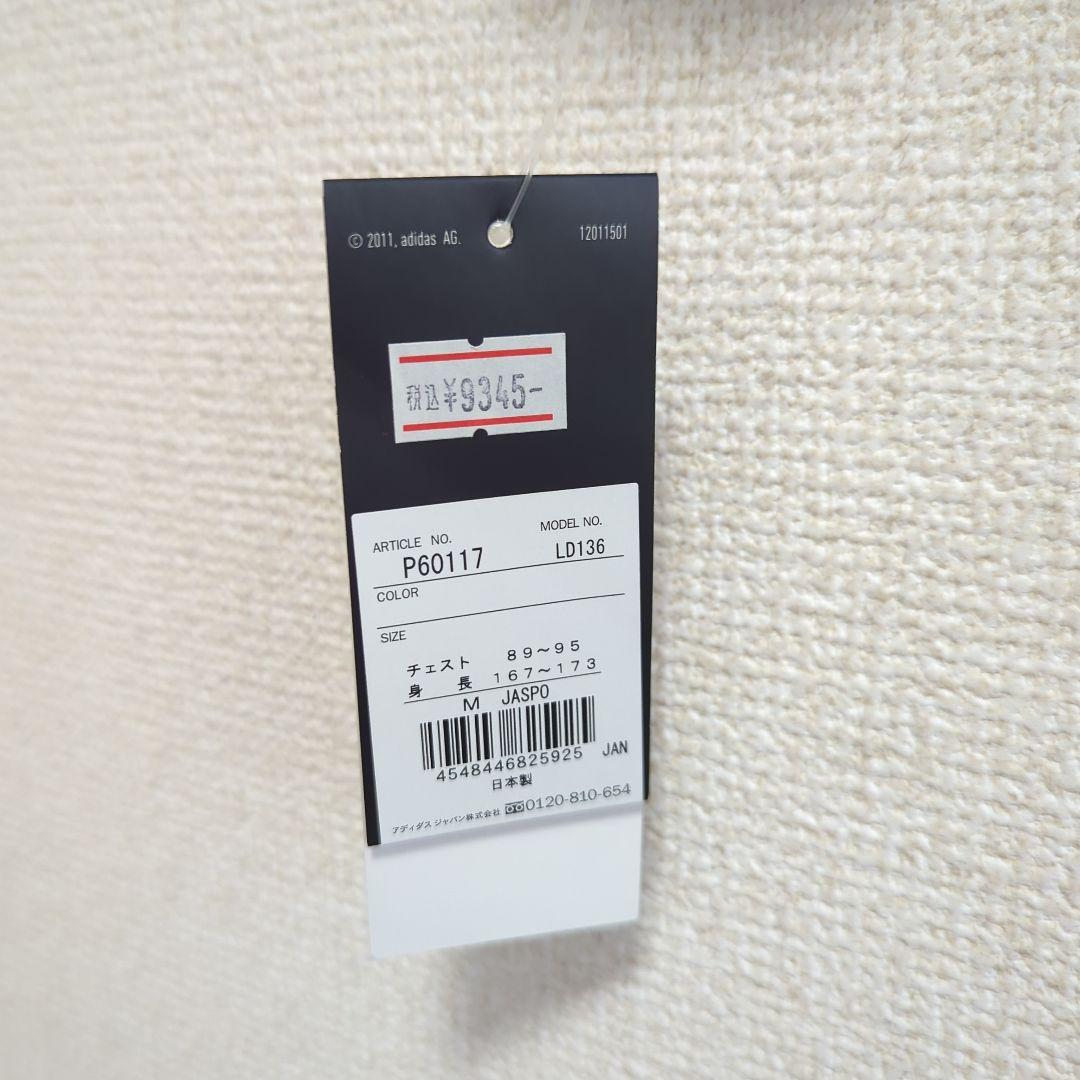 © 2011, adidas AG.
12011501
税込¥9345-
ARTICLE NO.
MODEL NO.
P60117
LD136
COLOR
SIZE
チェスト 89～95
身 長 167～173
M JASPO
4548446825925 JAN
日本製
アディダス ジャパン株式会社 0120-810-654